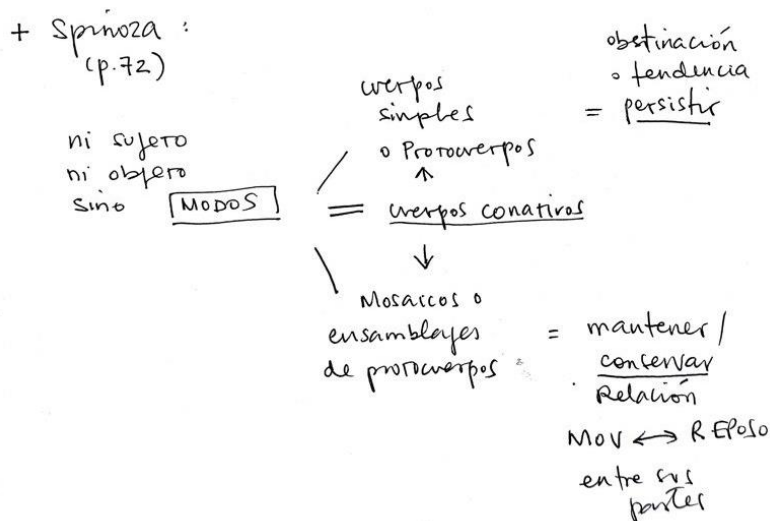 + Spinoza :
(p.72)
ni sujeto
ni objeto
sino MODOS
cuerpos
simples
o Protocuerpos
= cuerpos conativos
Mosaicos o
ensamblajes
de protocuerpos
obstinación
o tendencia
= persistir
= mantener /
conservar
Relación
MOV ↔ REPOSO
entre sus
partes